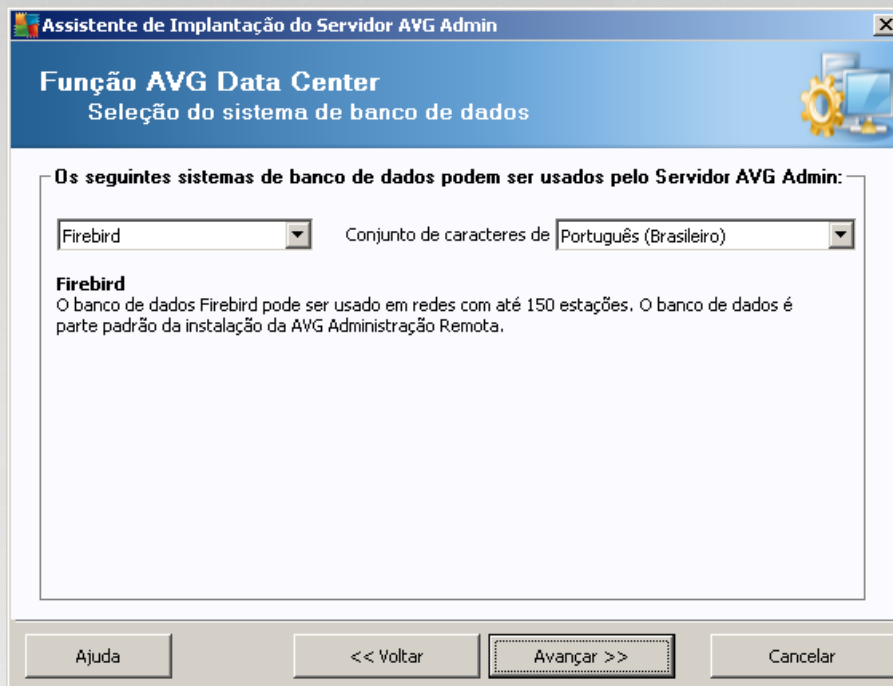 Assistente de Implantação do Servidor AVG Admin
Função AVG Data Center
Seleção do sistema de banco de dados
Os seguintes sistemas de banco de dados podem ser usados pelo Servidor AVG Admin:
Firebird Conjunto de caracteres de Português (Brasileiro)
Firebird
O banco de dados Firebird pode ser usado em redes com até 150 estações. O banco de dados é
parte padrão da instalação da AVG Administração Remota.
Ajuda << Voltar Avançar >> Cancelar